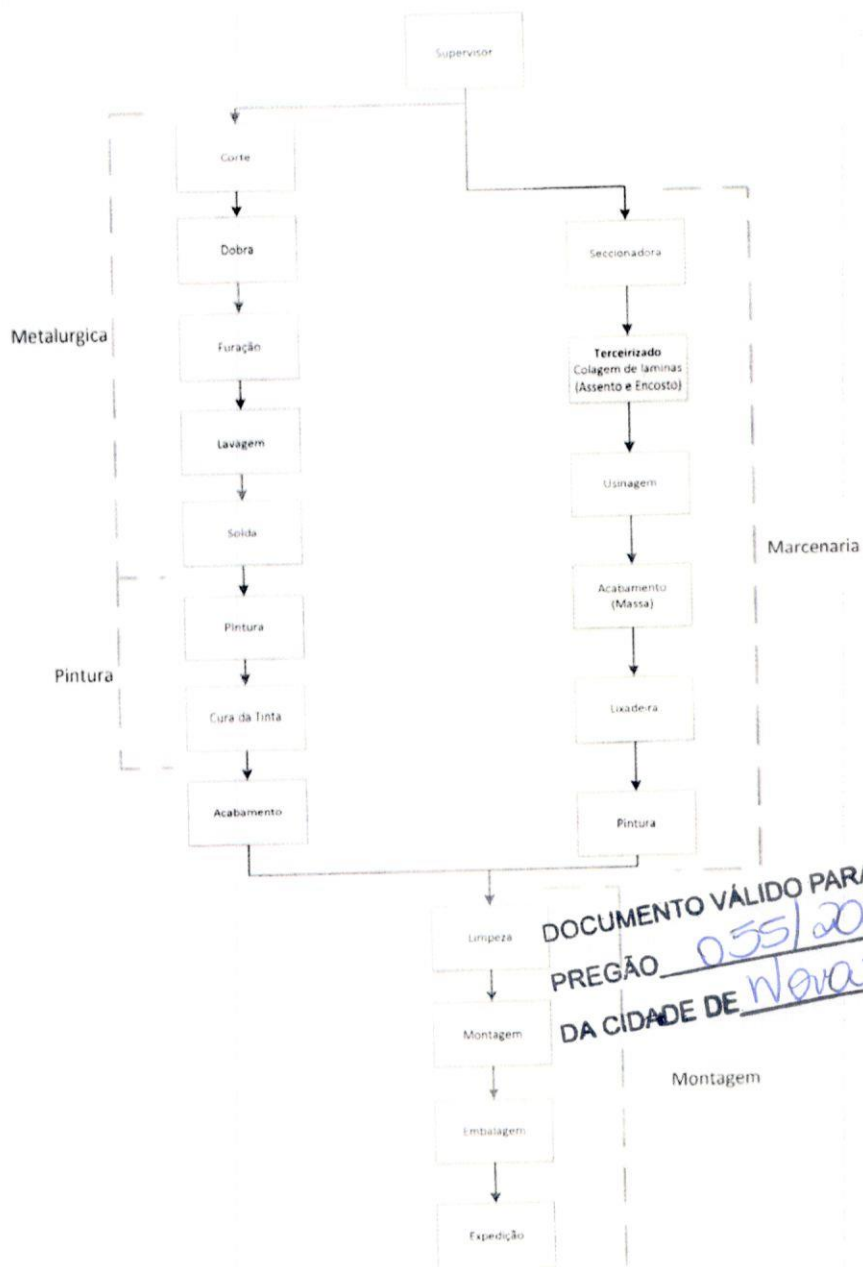 Supervisor
Corte
Dobra
Furação
Lavagem
Solda
Pintura
Cura da Tinta
Acabamento
Metalurgica
Pintura
Seccionadora
Terceirizado
Colagem de laminas
(Assento e Encosto)
Usinagem
Acabamento
(Massa)
Lixadeira
Pintura
Marcenaria
Limpeza
Montagem
Embalagem
Expedição
Montagem
DOCUMENTO VÁLIDO PARA
PREGÃO 055/20
DA CIDADE DE Nova